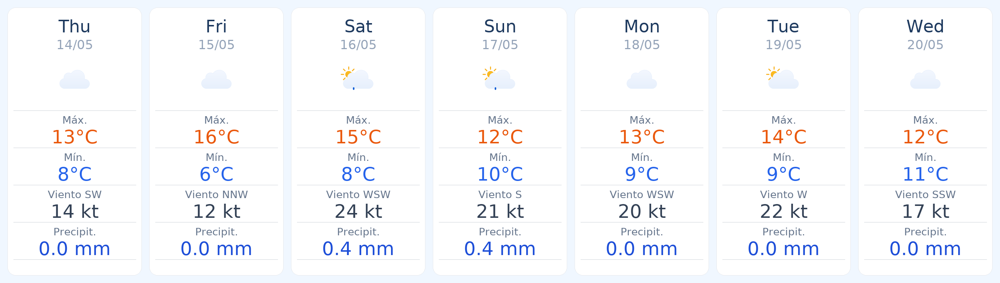 Thu
14/05
Máx.
13°C
Mín.
8°C
Viento SW
14 kt
Precipit.
0.0 mm
Fri
15/05
Máx.
16°C
Mín.
6°C
Viento NNW
12 kt
Precipit.
0.0 mm
Sat
16/05
Máx.
15°C
Mín.
8°C
Viento WSW
24 kt
Precipit.
0.4 mm
Sun
17/05
Máx.
12°C
Mín.
10°C
Viento S
21 kt
Precipit.
0.4 mm
Mon
18/05
Máx.
13°C
Mín.
9°C
Viento WSW
20 kt
Precipit.
0.0 mm
Tue
19/05
Máx.
14°C
Mín.
9°C
Viento W
22 kt
Precipit.
0.0 mm
Wed
20/05
Máx.
12°C
Mín.
11°C
Viento SSW
17 kt
Precipit.
0.0 mm